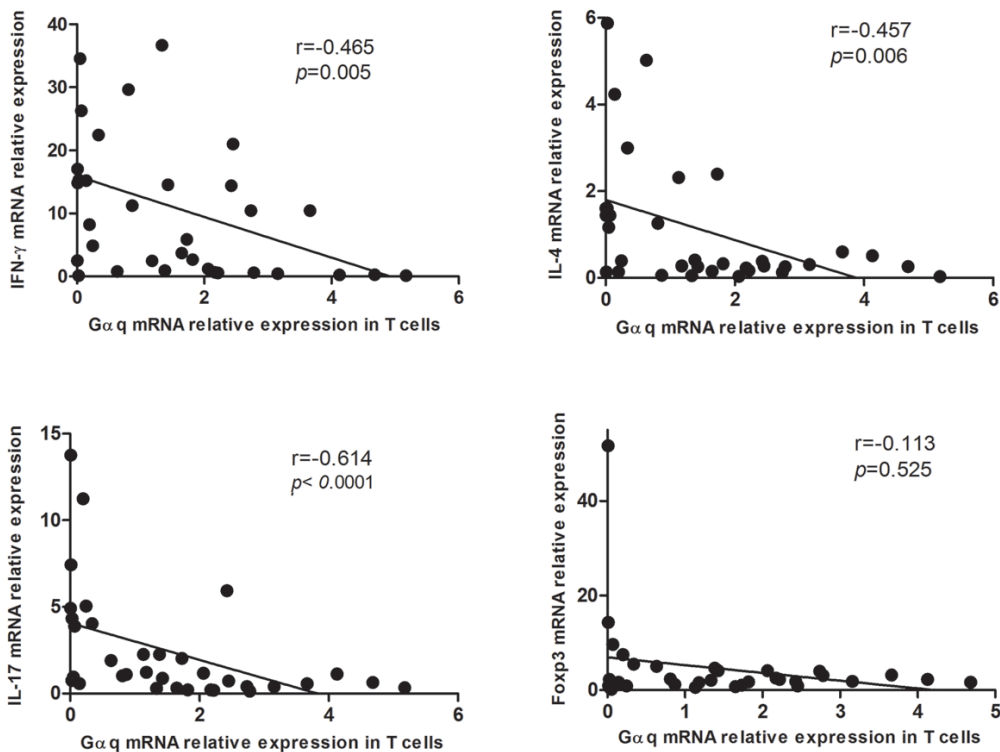 IFN-γ mRNA relative expression
40
30
20
10
0
r=-0.465
p=0.005
0
2
4
6
Gα q mRNA relative expression in T cells
IL-4 mRNA relative expression
6
4
2
0
r=-0.457
p=0.006
0
2
4
6
Gα q mRNA relative expression in T cells
IL-17 mRNA relative expression
15
10
5
0
r=-0.614
p< 0.0001
0
2
4
6
Gα q mRNA relative expression in T cells
Foxp3 mRNA relative expression
40
20
0
r=-0.113
p=0.525
0
1
2
3
4
5
Gα q mRNA relative expression in T cells